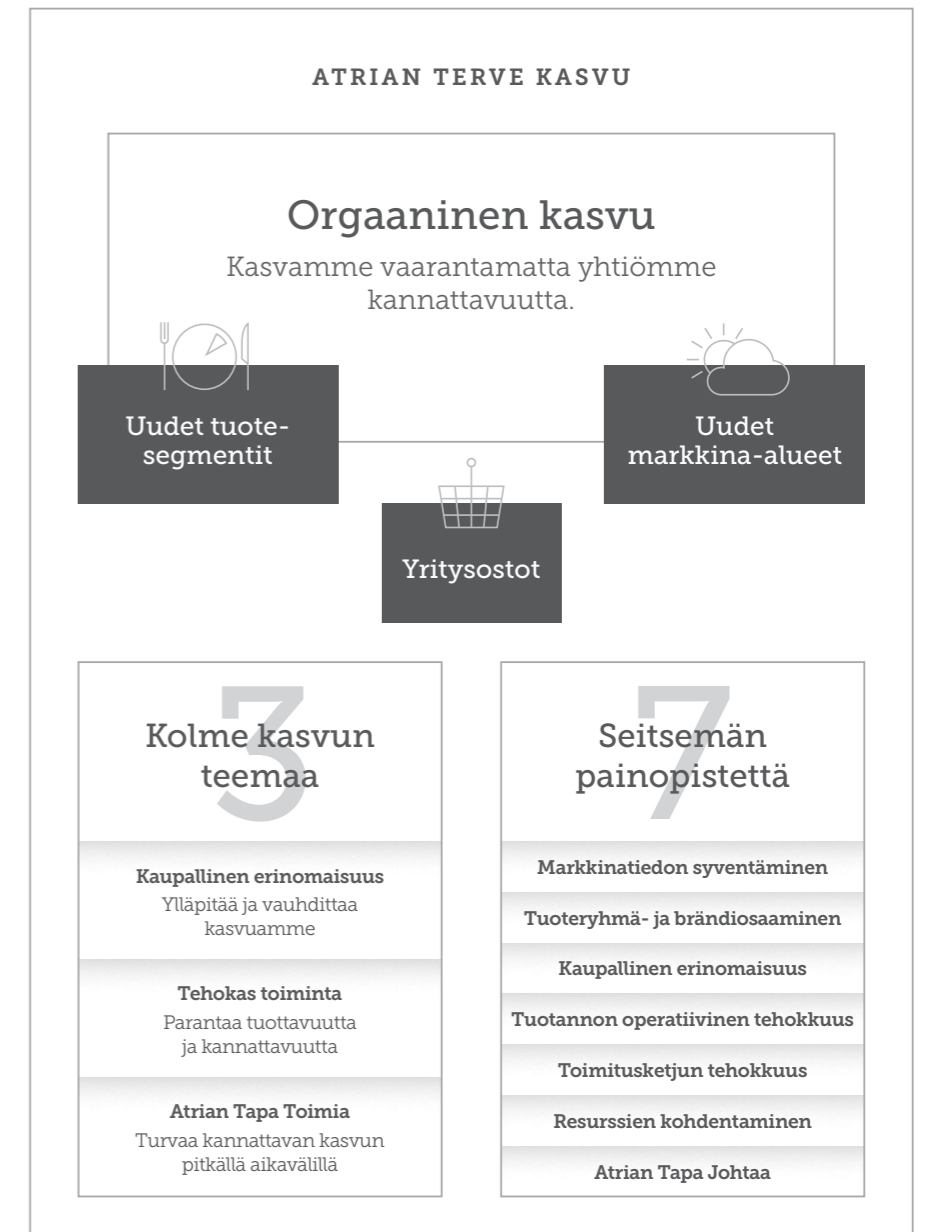 ATRIAN TERVE KASVU
Orgaaninen kasvu
Kasvamme vaarantamatta yhtiömme
kannattavuutta.
Uudet tuote-
segmentit
Uudet
markkina-alueet
Yritysostot
3
Kolme kasvun
teemaa
Kaupallinen erinomaisuus
Ylläpitää ja vauhdittaa
kasvuamme
Tehokas toiminta
Parantaa tuottavuutta
ja kannattavuutta
Atrian Tapa Toimia
Turvaa kannattavan kasvun
pitkällä aikavälillä
7
Seitsemän
painopistettä
Markkinatiedon syventäminen
Tuoteryhmä- ja brändiosaaminen
Kaupallinen erinomaisuus
Tuotannon operatiivinen tehokkuus
Toimitusketjun tehokkuus
Resurssien kohdentaminen
Atrian Tapa Johtaa